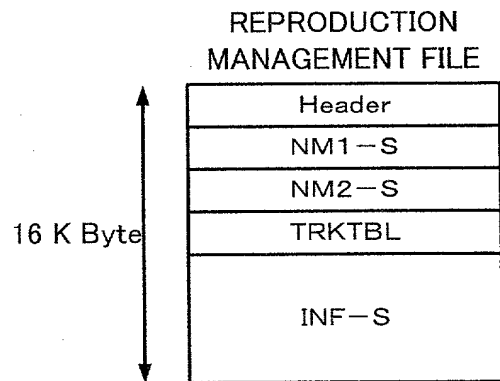 REPRODUCTION
MANAGEMENT FILE
Header
NM1-S
NM2-S
TRKTBL
16 K Byte
INF-S